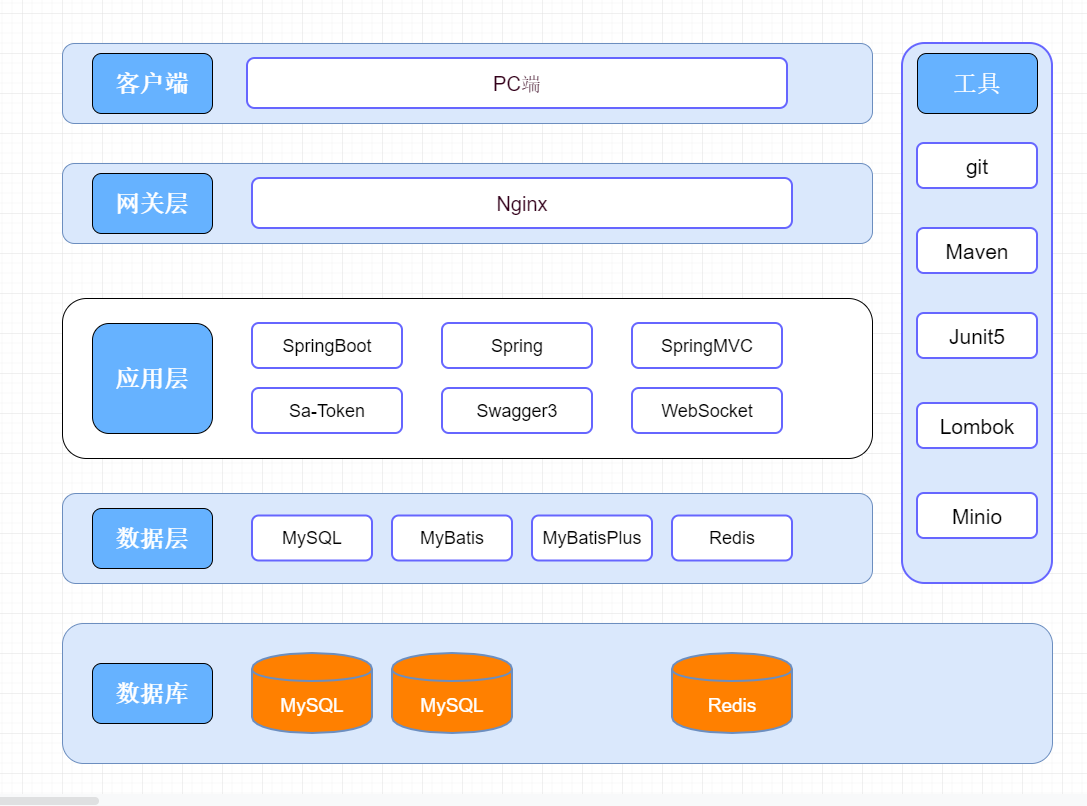 客户端
PC端
网关层
Nginx
应用层
SpringBoot
Spring
SpringMVC
Sa-Token
Swagger3
WebSocket
数据层
MySQL
MyBatis
MyBatisPlus
Redis
数据库
MySQL
MySQL
Redis
工具
git
Maven
Junit5
Lombok
Minio